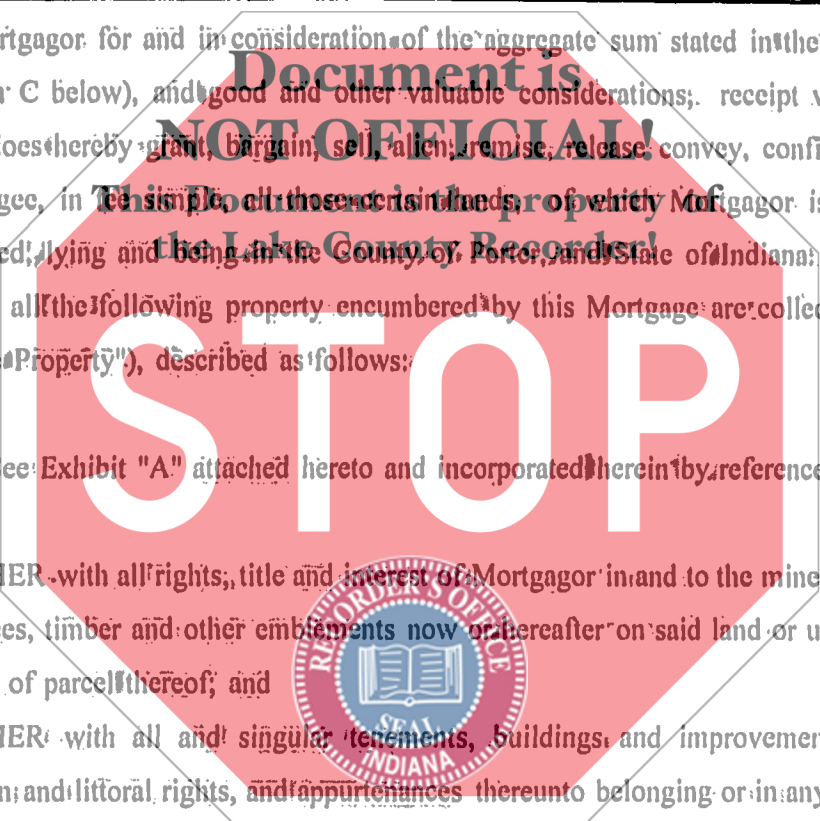 rtgagor for and in consideration of the aggregate sum stated in the
Document is
r C below), and good and other valuable considerations; receipt v
NOT OFFICIAL!
oes hereby grant, bargain, sell, alien, remise, release, convey, confi
This Document is the property of
gee, in fee simple, all those certain lands, of which Mortgagor is
the Lake County Recorder!
ed, lying and being in the County of Porter, and State of Indiana
all the following property encumbered by this Mortgage are collec
Property"), described as follows:
STOP
ee Exhibit "A" attached hereto and incorporated herein by reference
HER with all rights, title and interest of Mortgagor in and to the mine
RECORDER'S OFFICE
es, timber and other emblements now or hereafter on said land or u
of parcel thereof; and
SEAL
HER with all and singular tenements, buildings, and improvemen
INDIANA
n and littoral rights, and appurtenances thereunto belonging or in any